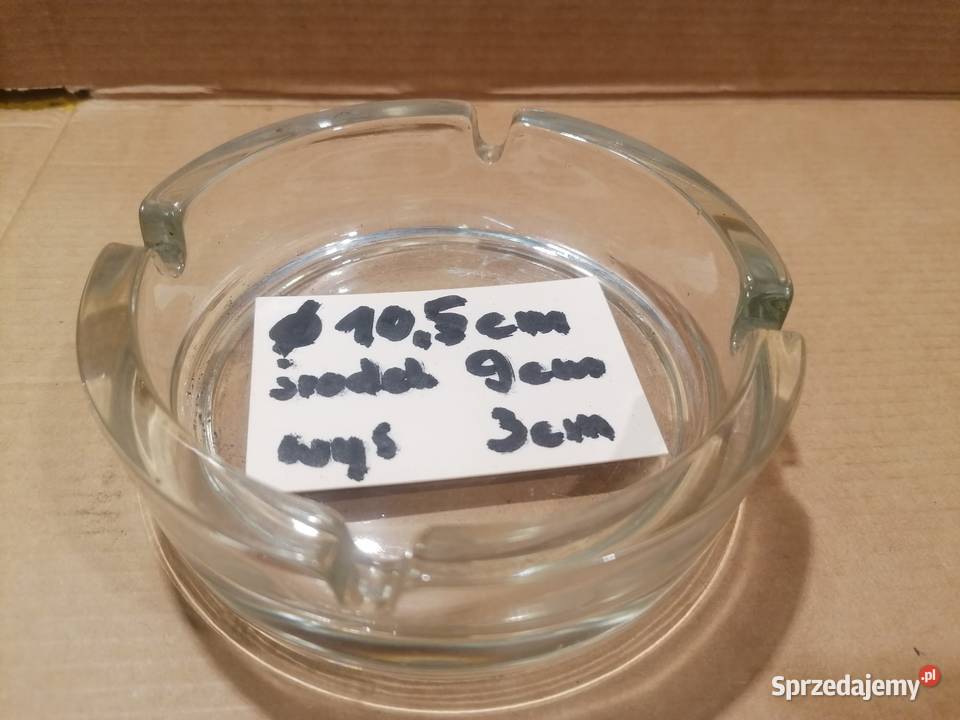 Ø 10,5cm
środek 9cm
wys 3cm
Sprzedajemy.pl